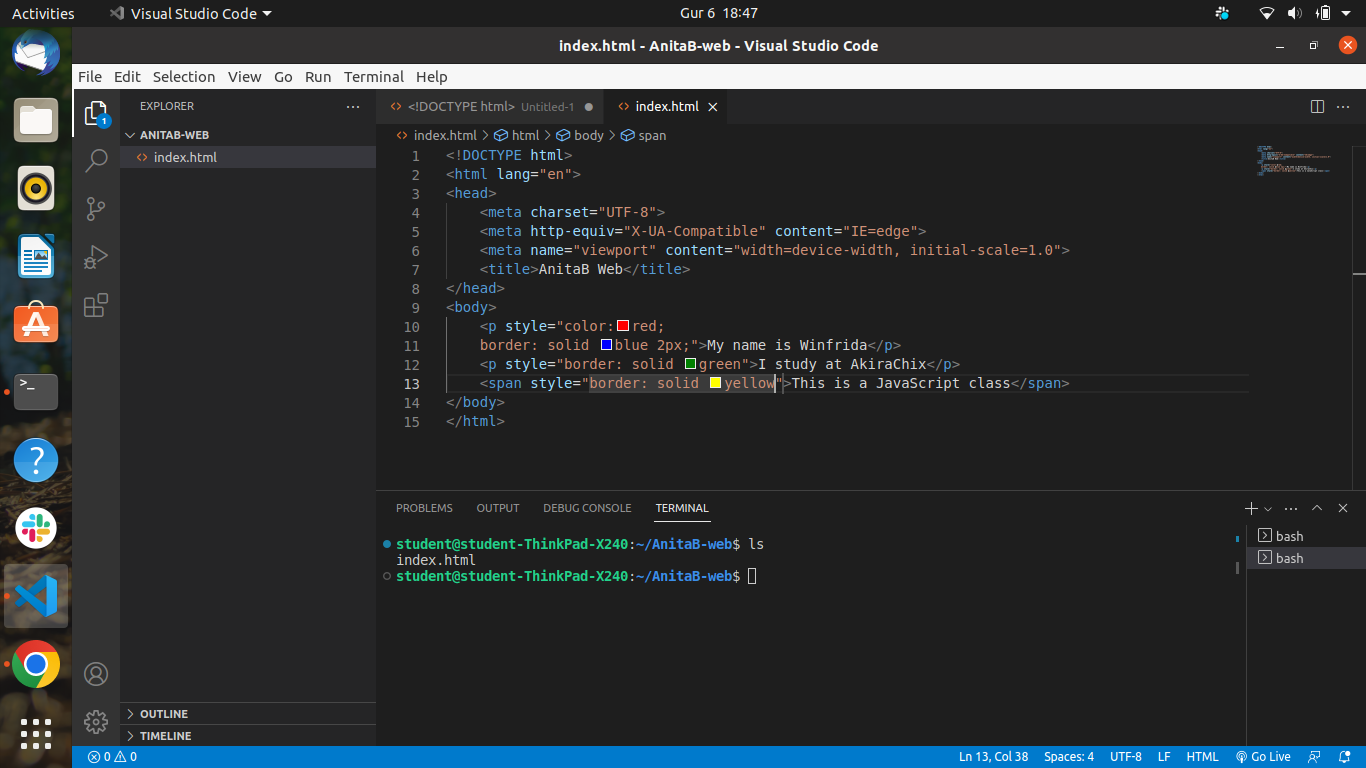 Activities Visual Studio Code Gur 6 18:47
index.html - AnitaB-web - Visual Studio Code
File Edit Selection View Go Run Terminal Help
EXPLORER
<!DOCTYPE html> Untitled-1
index.html
ANITAB-WEB
index.html
index.html > html > body > span
1 <!DOCTYPE html>
2 <html lang="en">
3 <head>
4 <meta charset="UTF-8">
5 <meta http-equiv="X-UA-Compatible" content="IE=edge">
6 <meta name="viewport" content="width=device-width, initial-scale=1.0">
7 <title>AnitaB Web</title>
8 </head>
9 <body>
10 <p style="color:red;
11 border: solid blue 2px;">My name is Winfrida</p>
12 <p style="border: solid green">I study at AkiraChix</p>
13 <span style="border: solid yellow">This is a JavaScript class</span>
14 </body>
15 </html>
PROBLEMS OUTPUT DEBUG CONSOLE TERMINAL
student@student-ThinkPad-X240:~/AnitaB-web$ ls
index.html
student@student-ThinkPad-X240:~/AnitaB-web$
bash
bash
OUTLINE
TIMELINE
0 0 Ln 13, Col 38 Spaces: 4 UTF-8 LF HTML Go Live